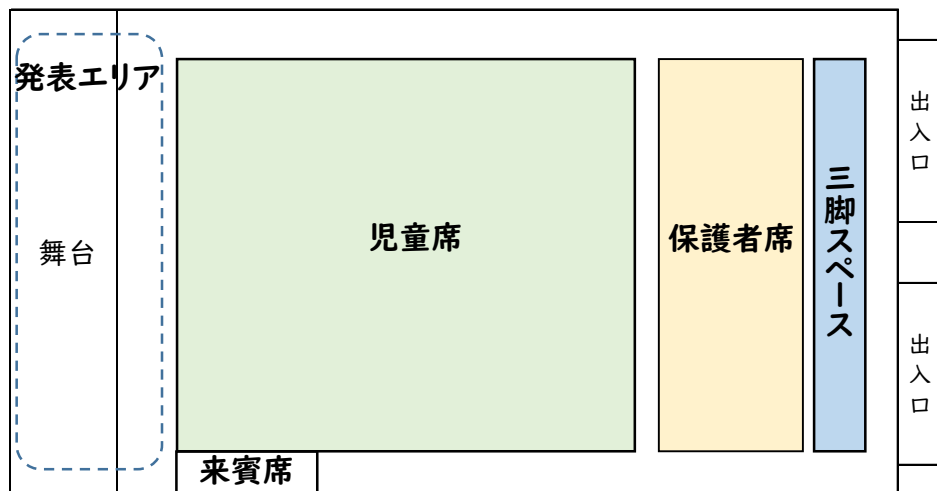 発表エリア
舞台
児童席
保護者席
三脚スペース
出入口
出入口
来賓席